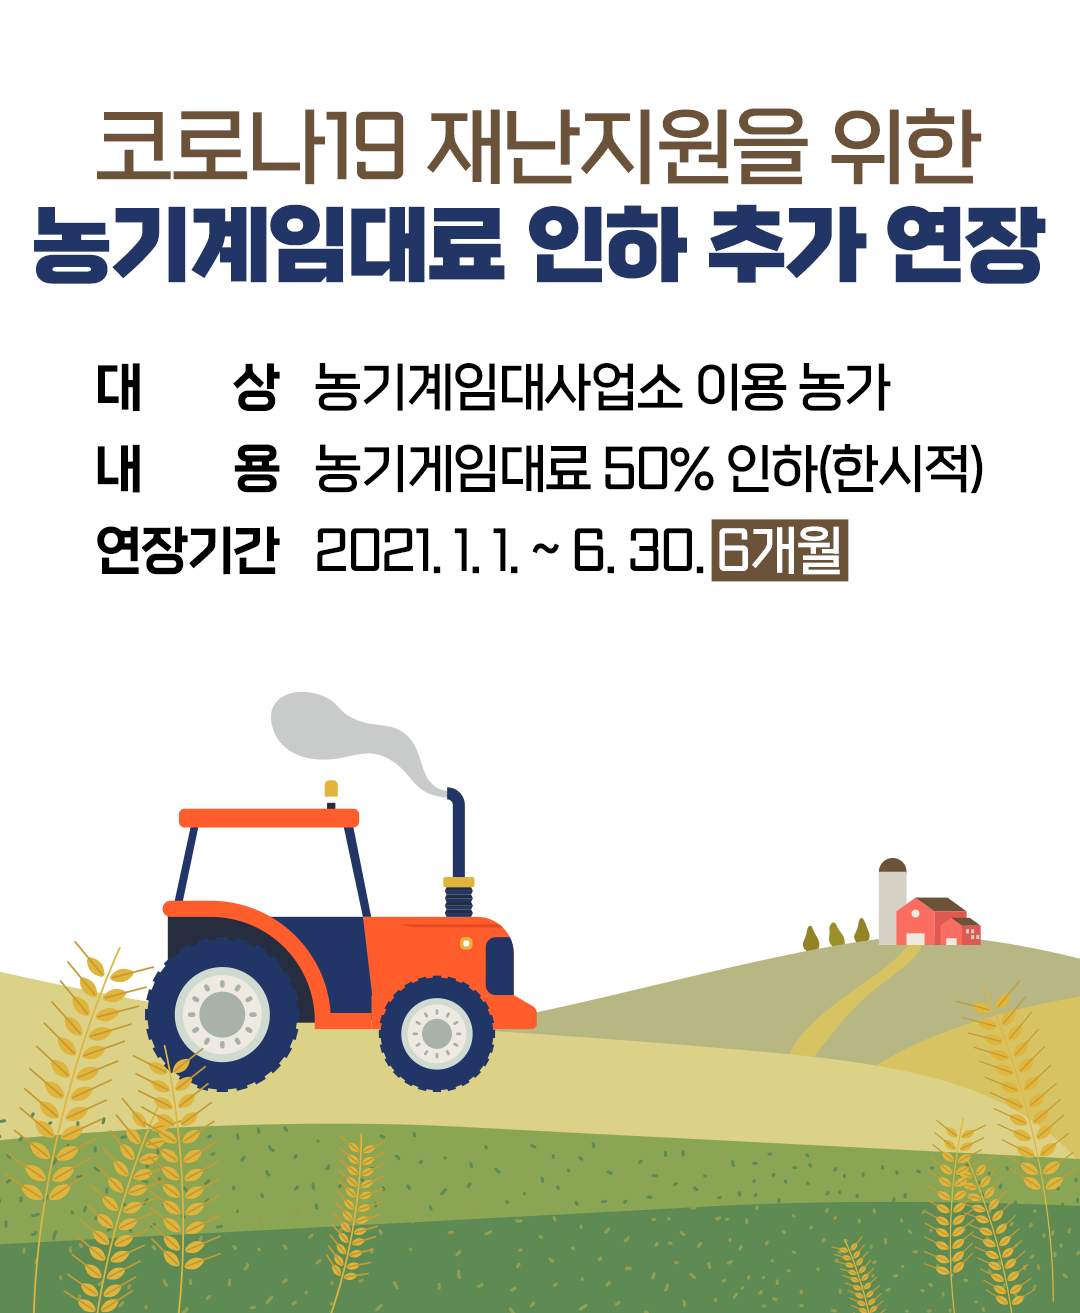 코로나19 재난지원을 위한
농기계임대료 인하 추가 연장
대 상 농기계임대사업소 이용 농가
내 용 농기게임대료 50% 인하(한시적)
연장기간 2021. 1. 1. ~ 6. 30. 6개월